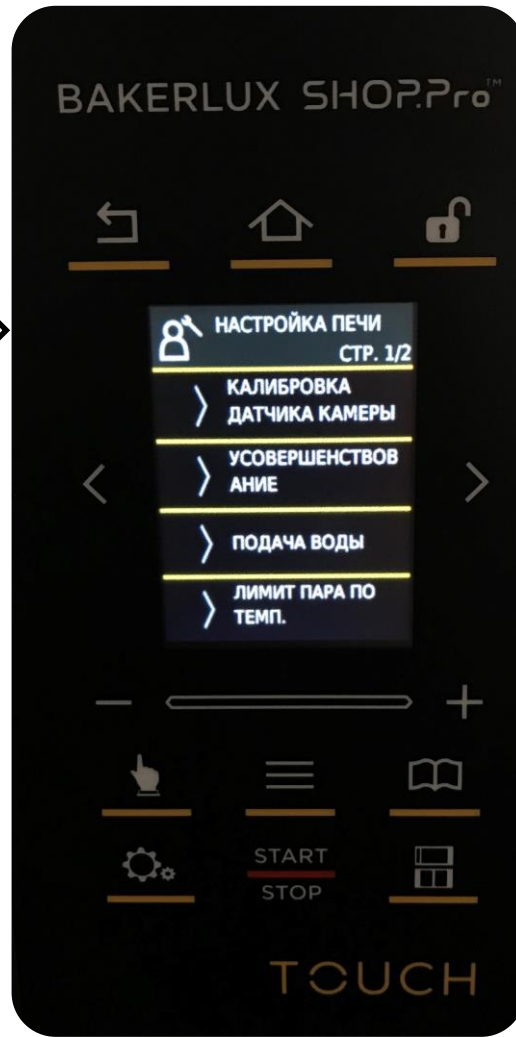 BAKERLUX SHOP.Pro™
НАСТРОЙКА ПЕЧИ
СТР. 1/2
КАЛИБРОВКА
ДАТЧИКА КАМЕРЫ
УСОВЕРШЕНСТВОВ
АНИЕ
ПОДАЧА ВОДЫ
ЛИМИТ ПАРА ПО
ТЕМП.
START
STOP
TOUCH